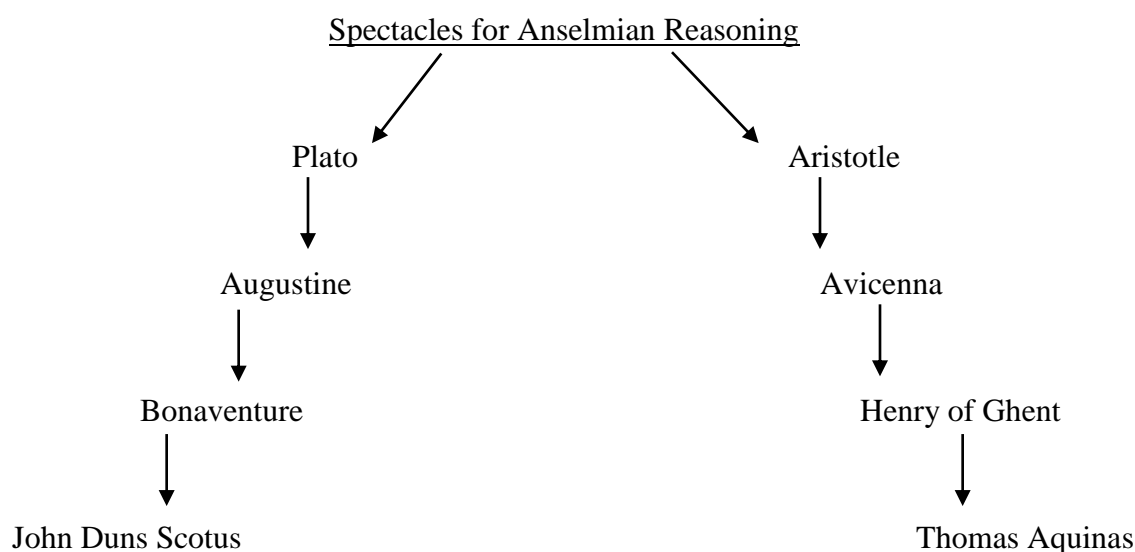 Spectacles for Anselmian Reasoning
Plato Aristotle
Augustine Avicenna
Bonaventure Henry of Ghent
John Duns Scotus Thomas Aquinas